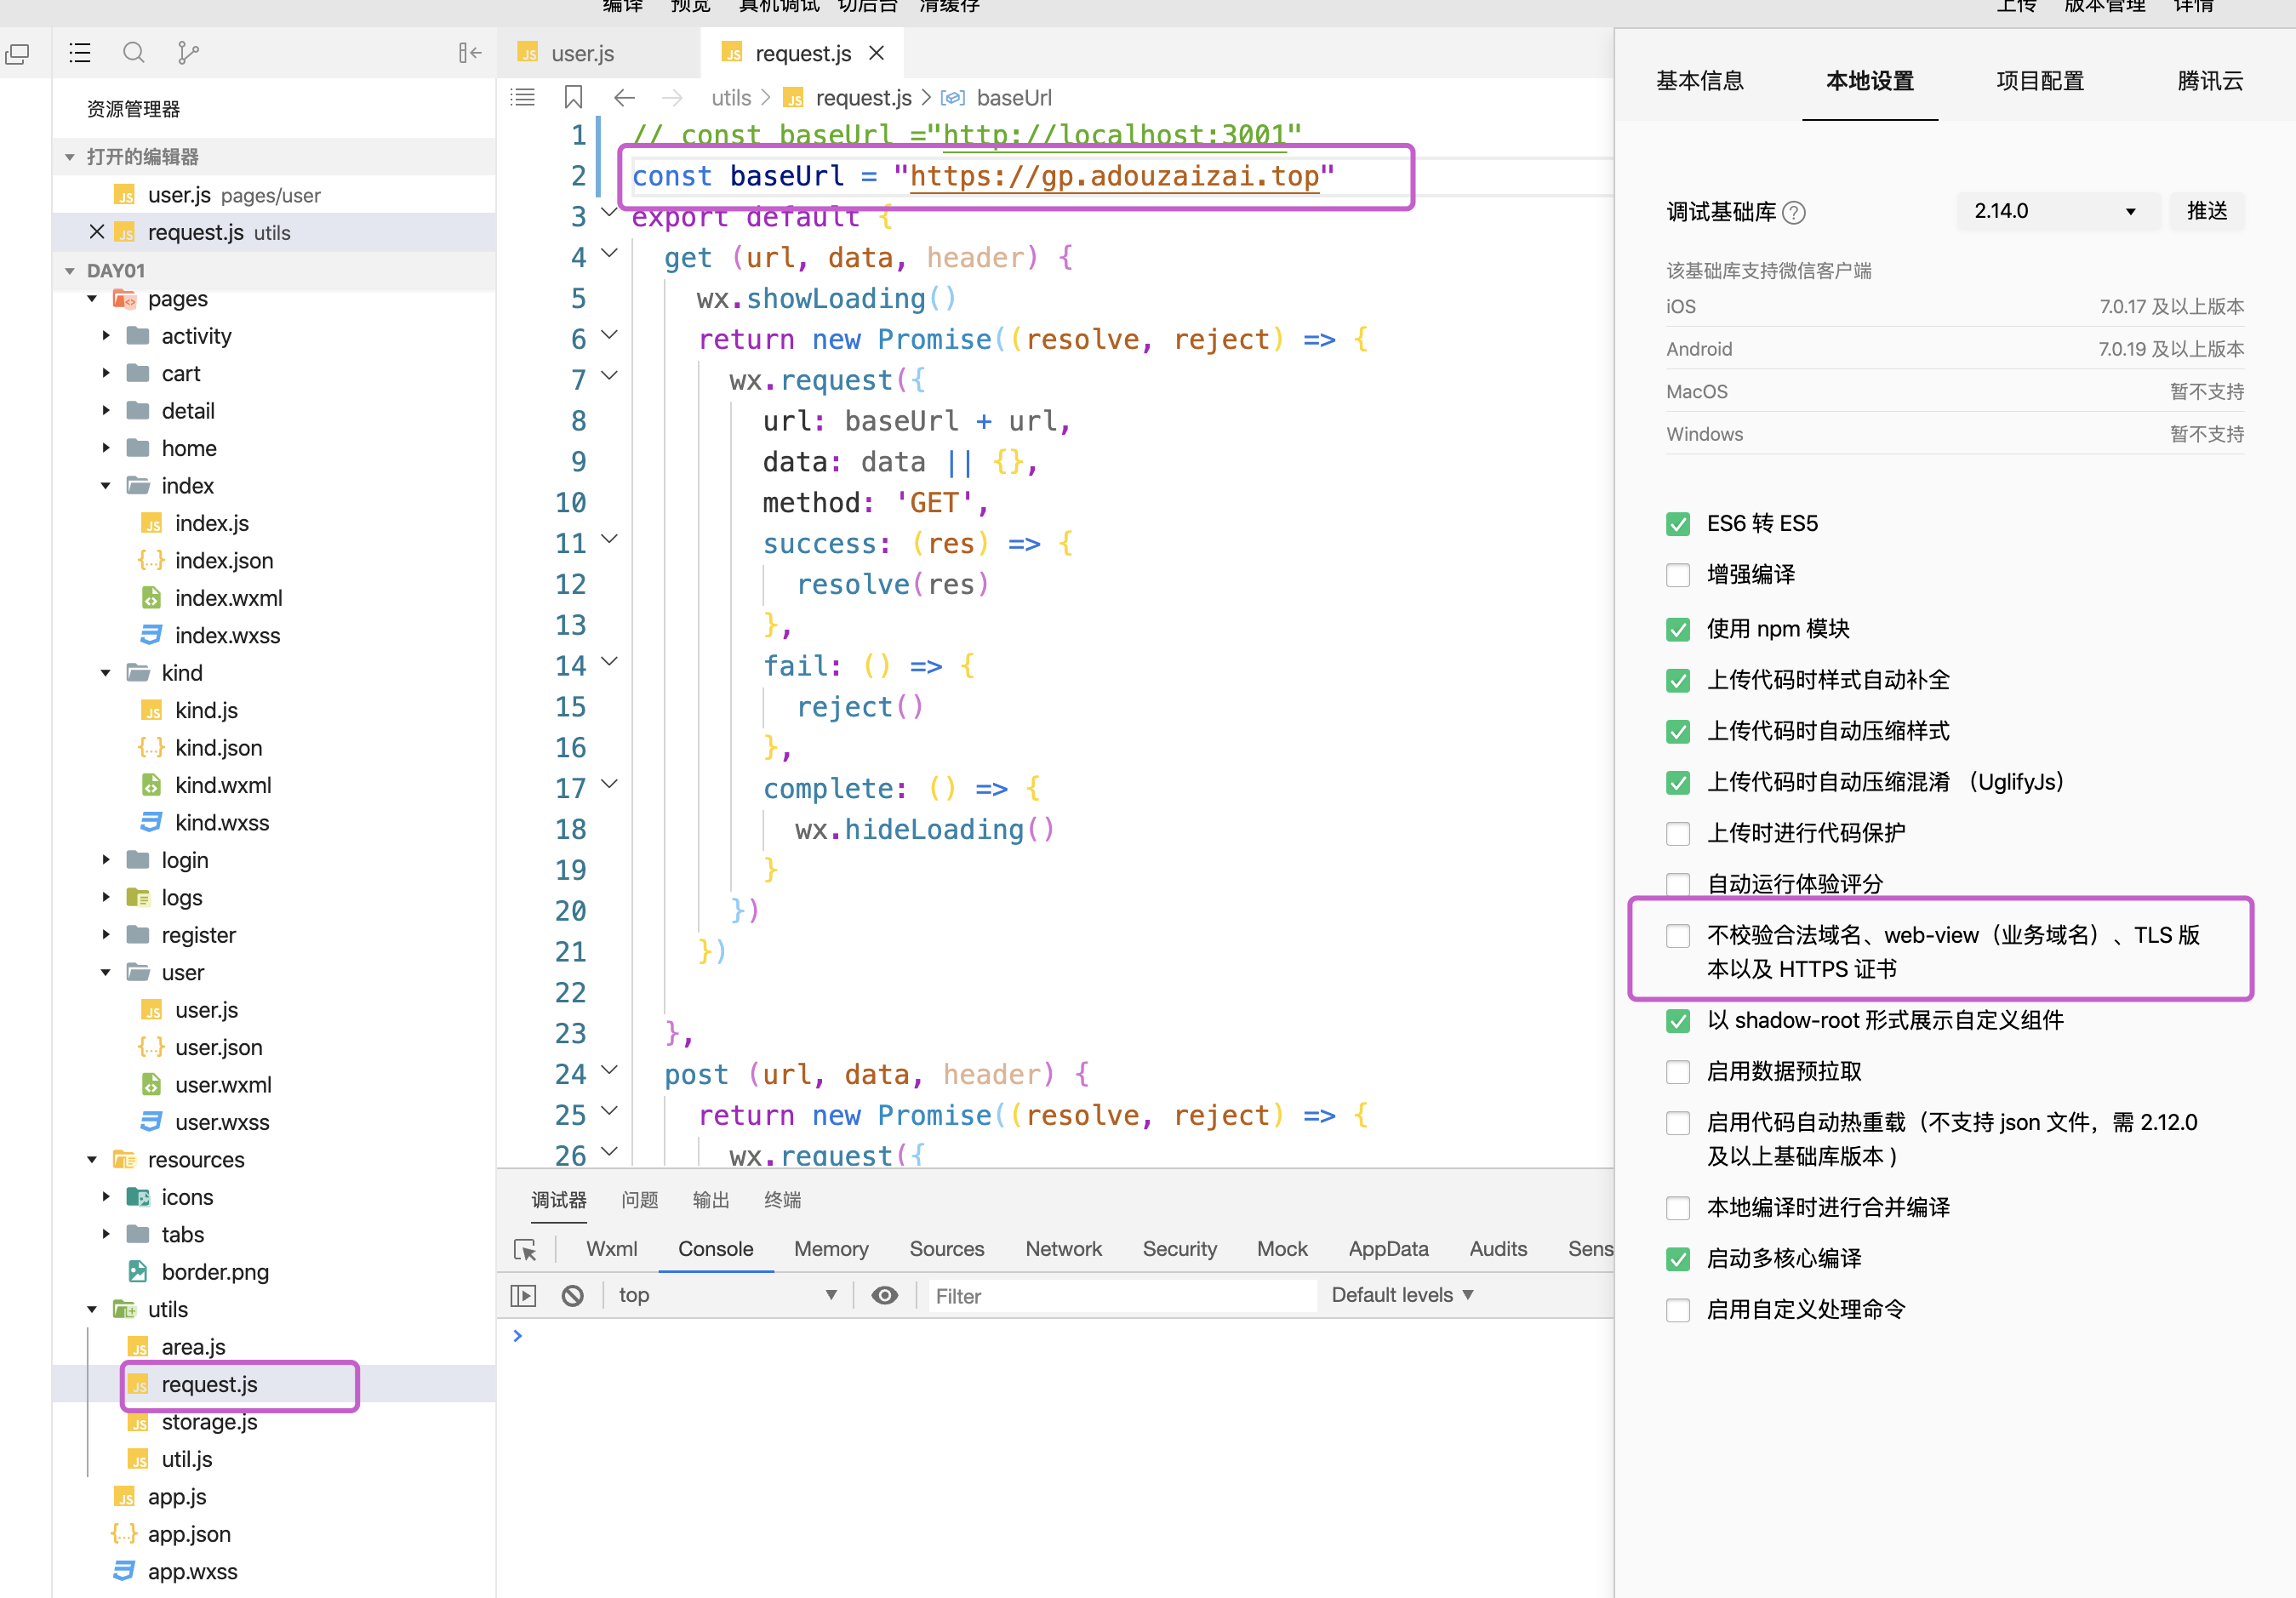 编译 预览 真机调试 切后台 清缓存 上传 版本管理 详情
user.js
request.js
资源管理器
打开的编辑器
user.js pages/user
request.js utils
DAY01
pages
activity
cart
detail
home
index
index.js
index.json
index.wxml
index.wxss
kind
kind.js
kind.json
kind.wxml
kind.wxss
login
logs
register
user
user.js
user.json
user.wxml
user.wxss
resources
icons
tabs
border.png
utils
area.js
request.js
storage.js
util.js
app.js
app.json
app.wxss
utils > request.js > baseUrl
1 // const baseUrl ="http://localhost:3001"
2 const baseUrl = "https://gp.adouzaizai.top"
3 export default {
4 get (url, data, header) {
5 wx.showLoading()
6 return new Promise((resolve, reject) => {
7 wx.request({
8 url: baseUrl + url,
9 data: data || {},
10 method: 'GET',
11 success: (res) => {
12 resolve(res)
13 },
14 fail: () => {
15 reject()
16 },
17 complete: () => {
18 wx.hideLoading()
19 }
20 })
21 })
22
23 },
24 post (url, data, header) {
25 return new Promise((resolve, reject) => {
26 wx.request({
调试器 问题 输出 终端
Wxml Console Memory Sources Network Security Mock AppData Audits Sens
top Filter Default levels
基本信息 本地设置 项目配置 腾讯云
调试基础库 2.14.0 推送
该基础库支持微信客户端
iOS 7.0.17 及以上版本
Android 7.0.19 及以上版本
MacOS 暂不支持
Windows 暂不支持
ES6 转 ES5
增强编译
使用 npm 模块
上传代码时样式自动补全
上传代码时自动压缩样式
上传代码时自动压缩混淆 （UglifyJs）
上传时进行代码保护
自动运行体验评分
不校验合法域名、web-view（业务域名）、TLS 版
本以及 HTTPS 证书
以 shadow-root 形式展示自定义组件
启用数据预拉取
启用代码自动热重载（不支持 json 文件，需 2.12.0
及以上基础库版本 ）
本地编译时进行合并编译
启动多核心编译
启用自定义处理命令